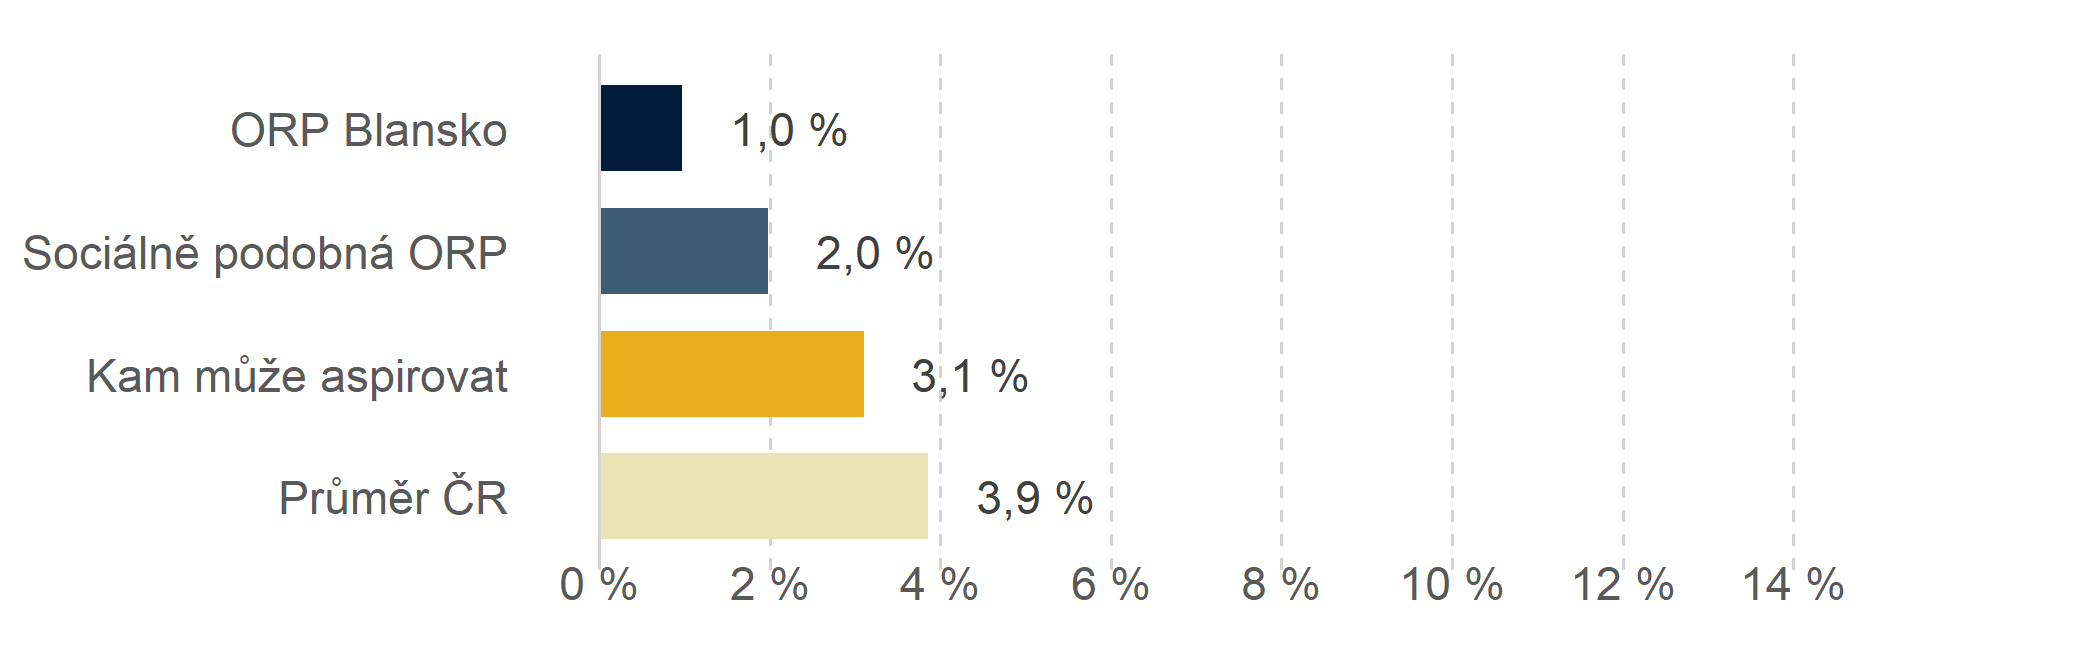 ORP Blansko 1,0 %
Sociálně podobná ORP 2,0 %
Kam může aspirovat 3,1 %
Průměr ČR 3,9 %
0 % 2 % 4 % 6 % 8 % 10 % 12 % 14 %